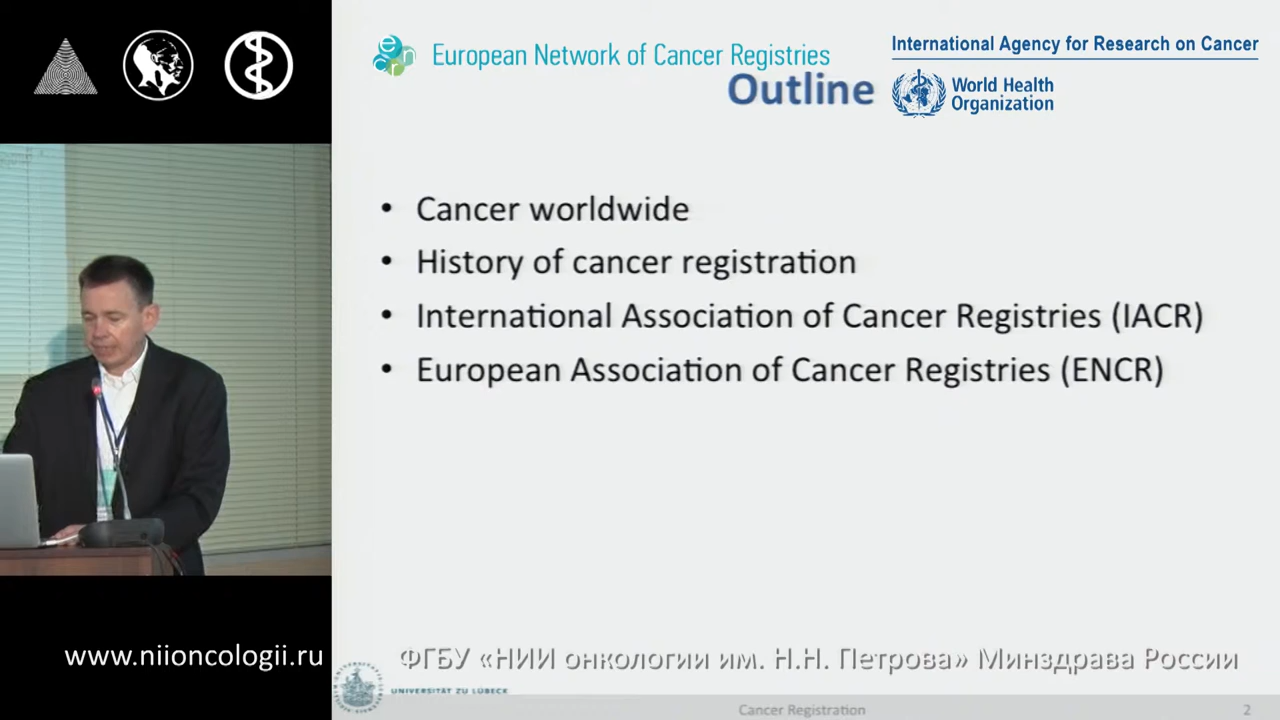 European Network of Cancer Registries
International Agency for Research on Cancer
World Health
Organization
Outline
• Cancer worldwide
• History of cancer registration
• International Association of Cancer Registries (IACR)
• European Association of Cancer Registries (ENCR)
www.niioncologii.ru
ФГБУ «НИИ онкологии им. Н.Н. Петрова» Минздрава России
UNIVERSITÄT ZU LÜBECK
Cancer Registration
2